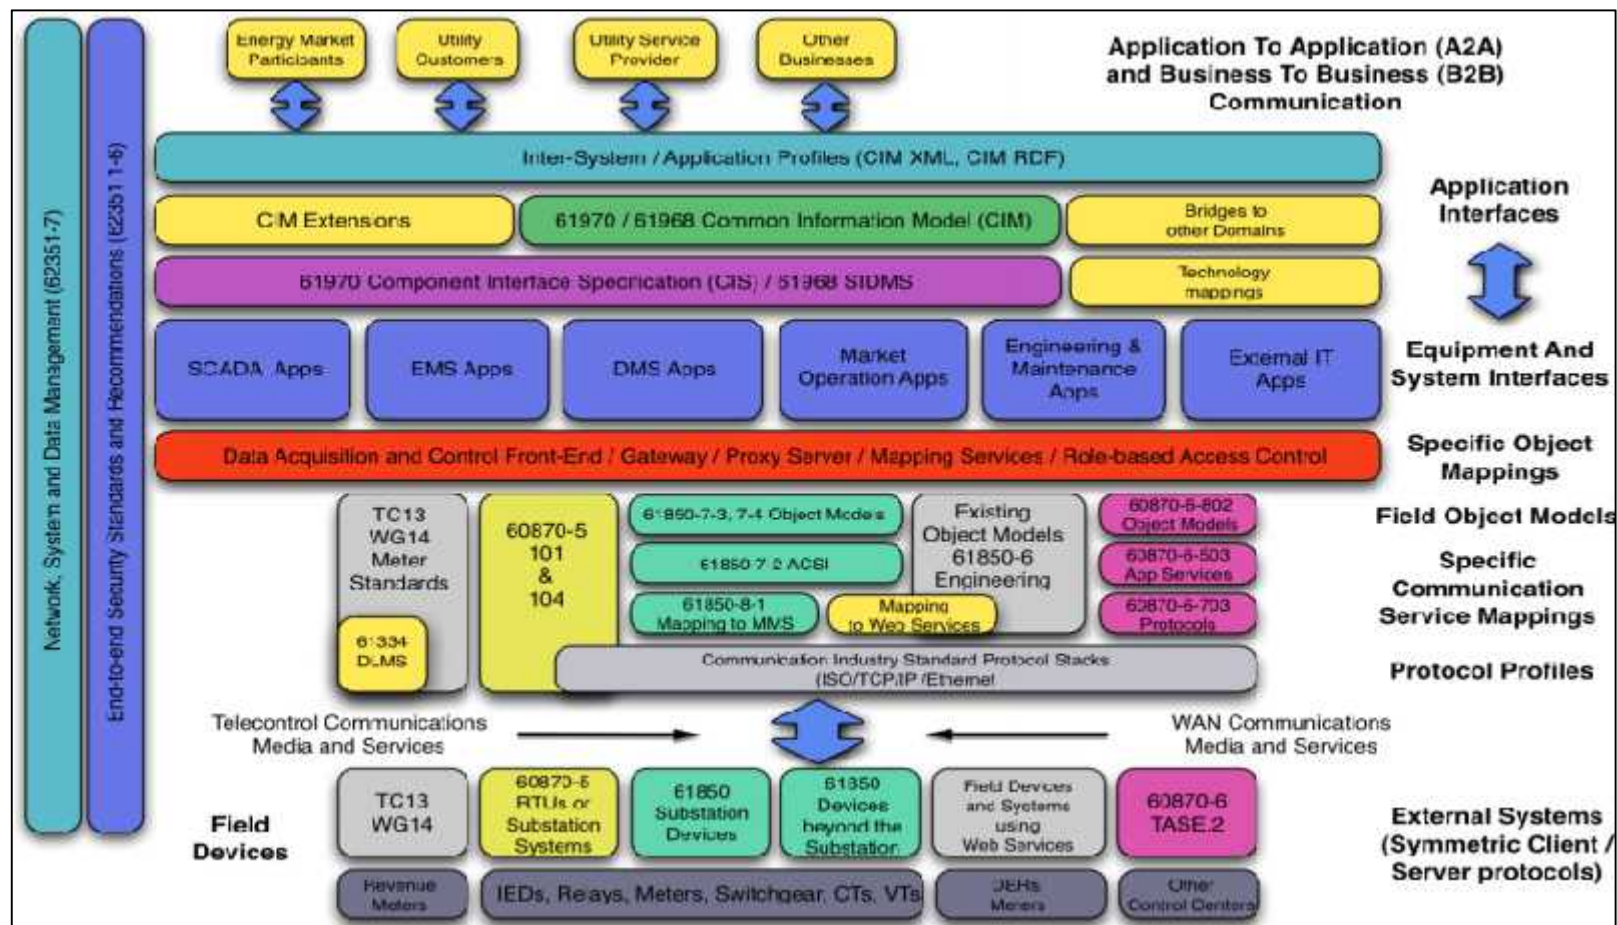 Network, System and Data Management (62351-7)
End-to-end Security Standards and Recommendations (62351 1-6)
Energy Market
Participants
Utility
Customers
Utility Service
Provider
Other
Businesses
Application To Application (A2A)
and Business To Business (B2B)
Communication
Inter-System / Application Profiles (CIM XML, CIM RDF)
CIM Extensions
61970 / 61968 Common Information Model (CIM)
Bridges to
other Domains
Application
Interfaces
61970 Component Interface Specification (CIS) / 61968 SIDMS
Technology
mappings
SCADA Apps
EMS Apps
DMS Apps
Market
Operation Apps
Engineering &
Maintenance
Apps
External IT
Apps
Equipment And
System Interfaces
Data Acquisition and Control Front-End / Gateway / Proxy Server / Mapping Services / Role-based Access Control
Specific Object
Mappings
TC13
WG14
Meter
Standards
61334
DLMS
60870-5
101
&
104
61850-7-3, 7-4 Object Models
61850-7-2 ACSI
61850-8-1
Mapping to MMS
Mapping
to Web Services
Existing
Object Models
61850-6
Engineering
60870-6-802
Object Models
60870-6-503
App Services
60870-6-703
Protocols
Field Object Models
Specific
Communication
Service Mappings
Communication Industry Standard Protocol Stacks
(ISO/TCP/IP /Ethernet
Protocol Profiles
Telecontrol Communications
Media and Services
WAN Communications
Media and Services
Field
Devices
TC13
WG14
60870-5
RTUs or
Substation
Systems
61850
Substation
Devices
61850
Devices
beyond the
Substation
Field Devices
and Systems
using
Web Services
60870-6
TASE.2
External Systems
(Symmetric Client /
Server protocols)
Revenue
Meters
IEDs, Relays, Meters, Switchgear, CTs, VTs
DERs
Meters
Other
Control Centers